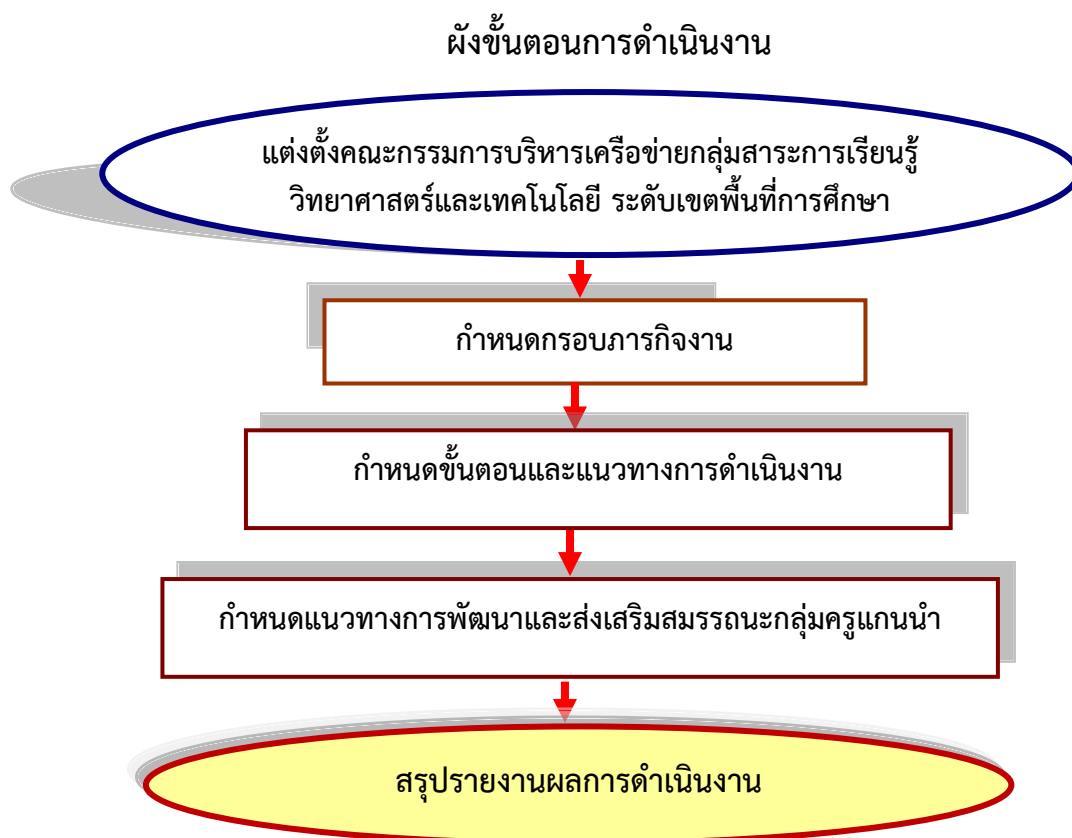 ผังขั้นตอนการดำเนินงาน
แต่งตั้งคณะกรรมการบริหารเครือข่ายกลุ่มสาระการเรียนรู้
วิทยาศาสตร์และเทคโนโลยี ระดับเขตพื้นที่การศึกษา
กำหนดกรอบภารกิจงาน
กำหนดขั้นตอนและแนวทางการดำเนินงาน
กำหนดแนวทางการพัฒนาและส่งเสริมสมรรถนะกลุ่มครูแกนนำ
สรุปรายงานผลการดำเนินงาน